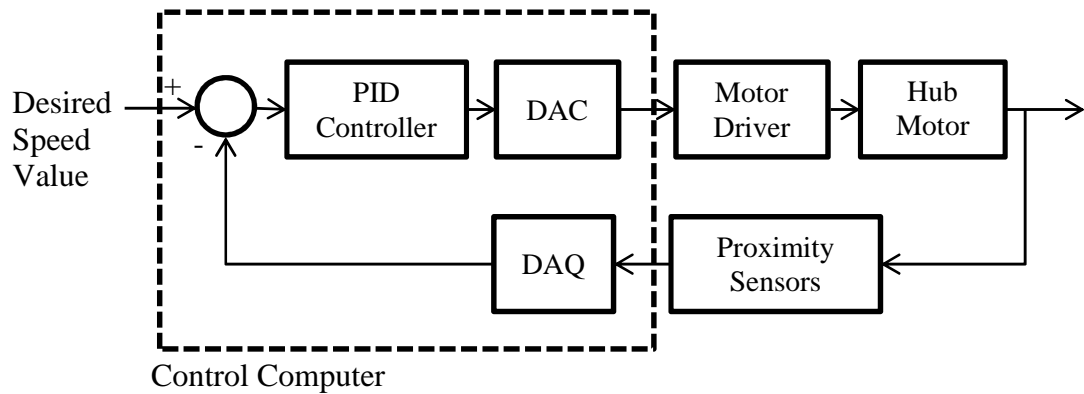 Desired
Speed
Value
+
-
PID
Controller
DAC
Motor
Driver
Hub
Motor
DAQ
Proximity
Sensors
Control Computer